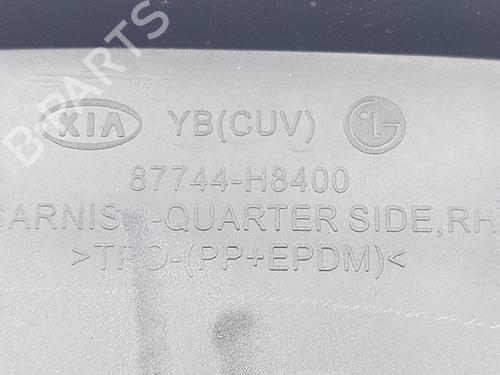 B-PARTS
KIA YB(CUV) LG
87744-H8400
GARNISH-QUARTER SIDE,RH
>TPO-(PP+EPDM)<